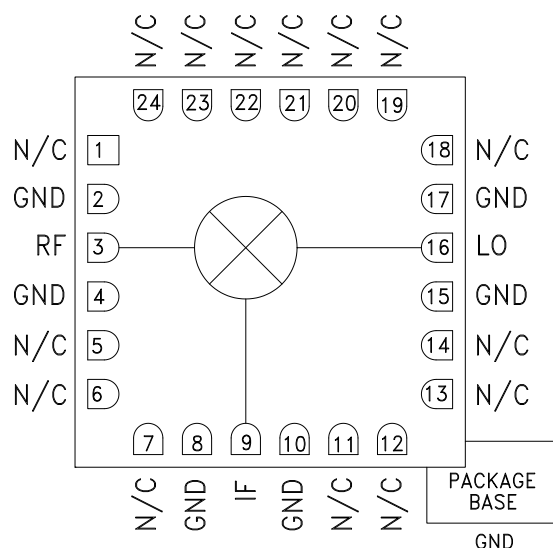 N/C N/C N/C N/C N/C N/C
24 23 22 21 20 19
N/C 1 18 N/C
GND 2 17 GND
RF 3 16 LO
GND 4 15 GND
N/C 5 14 N/C
N/C 6 13 N/C
7 8 9 10 11 12
N/C GND IF GND N/C N/C
PACKAGE
BASE
GND